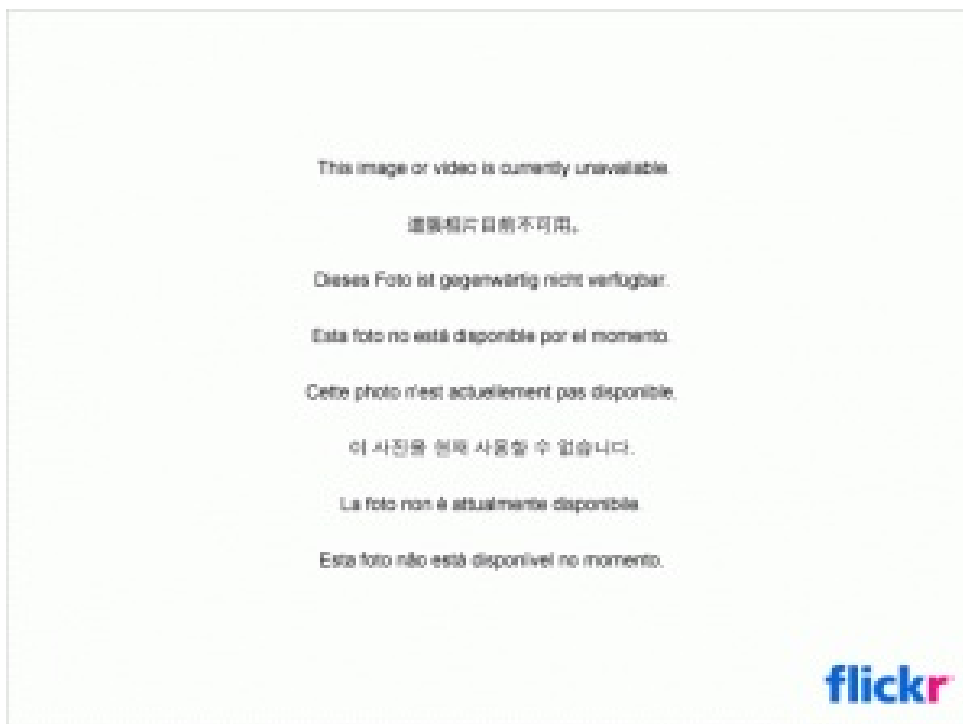 This image or video is currently unavailable.
這張相片目前不可用。
Dieses Foto ist gegenwärtig nicht verfügbar.
Esta foto no está disponible por el momento.
Cette photo n'est actuellement pas disponible.
이 사진을 현재 사용할 수 없습니다.
La foto non è attualmente disponibile.
Esta foto não está disponível no momento.
flickr